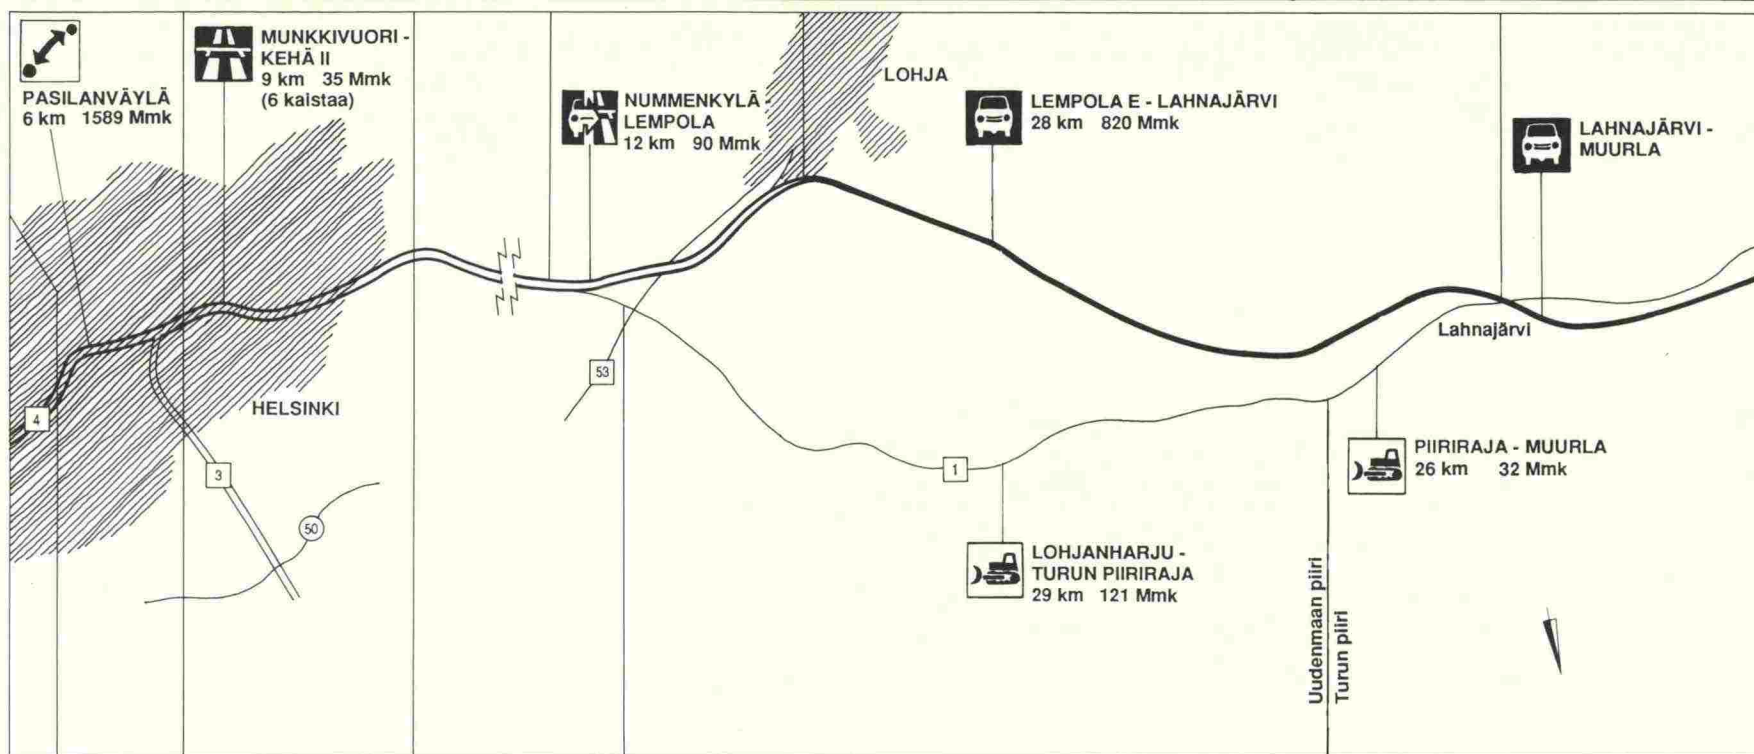 PASILANVÄYLÄ
6 km 1589 Mmk
MUNKKIVUORI -
KEHÄ II
9 km 35 Mmk
(6 kaistaa)
NUMMENKYLÄ -
LEMPOLA
12 km 90 Mmk
LOHJA
LEMPOLA E - LAHNAJÄRVI
28 km 820 Mmk
LAHNAJÄRVI -
MUURLA
Lahnajärvi
53
HELSINKI
4
3
50
1
PIIRIRAJA - MUURLA
26 km 32 Mmk
LOHJANHARJU -
TURUN PIIRIRAJA
29 km 121 Mmk
Uudenmaan piiri
Turun piiri